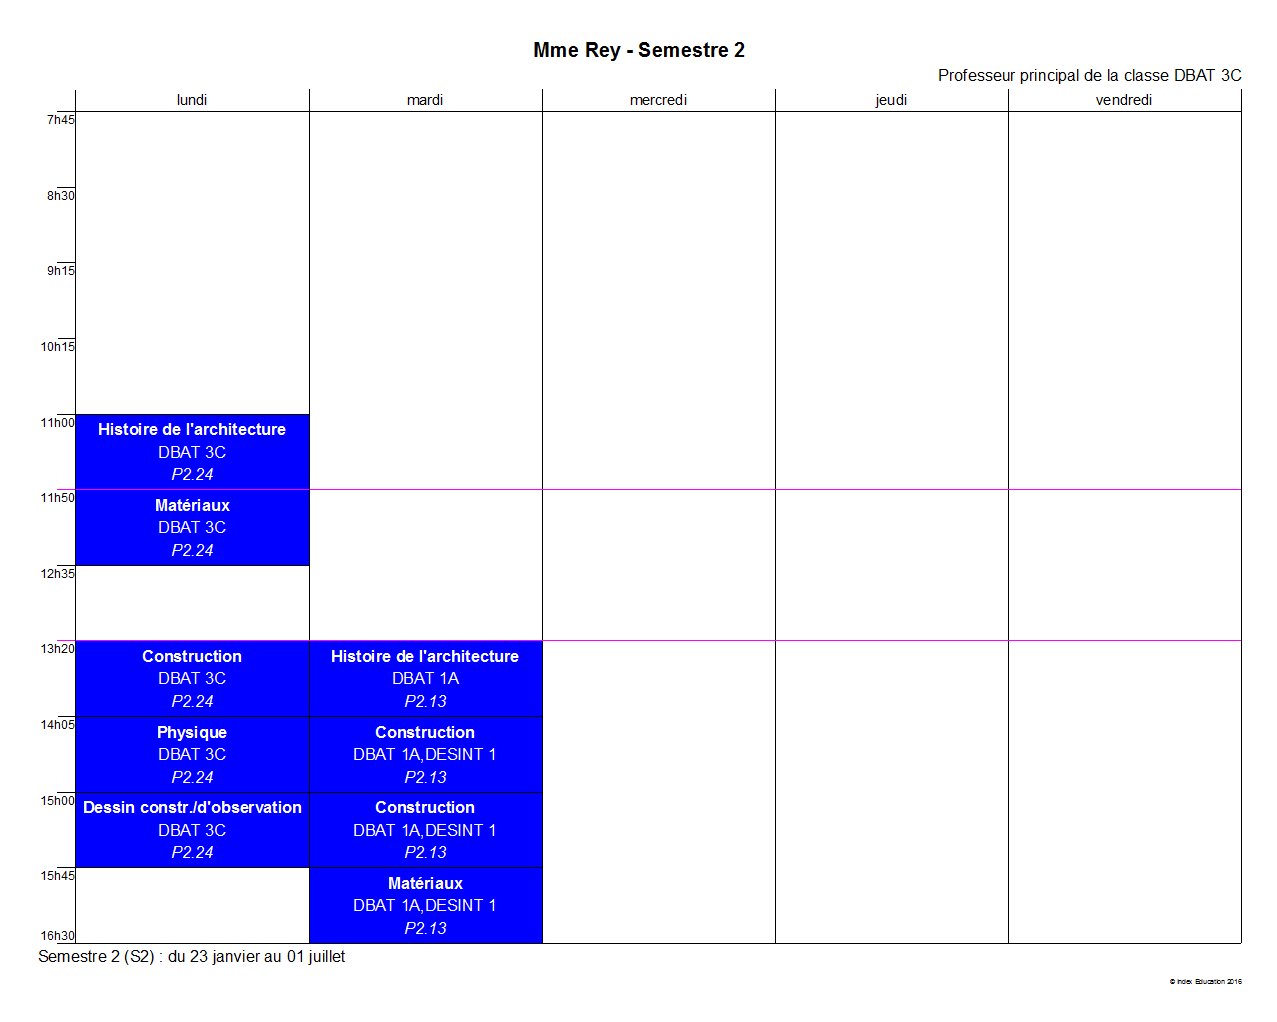 Mme Rey - Semestre 2
Professeur principal de la classe DBAT 3C
lundi mardi mercredi jeudi vendredi
7h45
8h30
9h15
10h15
11h00
Histoire de l'architecture
DBAT 3C
P2.24
11h50
Matériaux
DBAT 3C
P2.24
12h35
13h20
Construction Histoire de l'architecture
DBAT 3C DBAT 1A
P2.24 P2.13
14h05
Physique Construction
DBAT 3C DBAT 1A,DESINT 1
P2.24 P2.13
15h00
Dessin constr./d'observation Construction
DBAT 3C DBAT 1A,DESINT 1
P2.24 P2.13
15h45
Matériaux
DBAT 1A,DESINT 1
P2.13
16h30
Semestre 2 (S2) : du 23 janvier au 01 juillet
© Index Education 2016